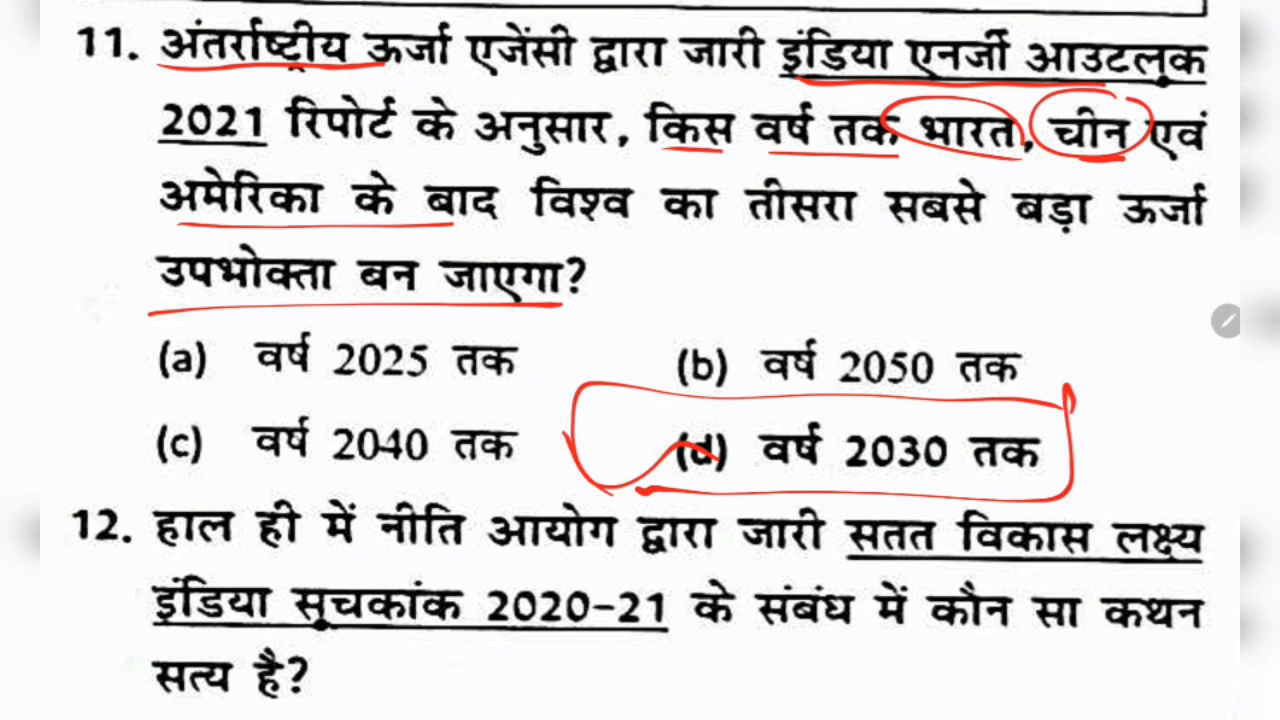 11. अंतर्राष्ट्रीय ऊर्जा एजेंसी द्वारा जारी इंडिया एनर्जी आउटलुक
2021 रिपोर्ट के अनुसार, किस वर्ष तक भारत, चीन एवं
अमेरिका के बाद विश्व का तीसरा सबसे बड़ा ऊर्जा
उपभोक्ता बन जाएगा?
(a) वर्ष 2025 तक (b) वर्ष 2050 तक
(c) वर्ष 2040 तक (d) वर्ष 2030 तक
12. हाल ही में नीति आयोग द्वारा जारी सतत विकास लक्ष्य
इंडिया सूचकांक 2020-21 के संबंध में कौन सा कथन
सत्य है?